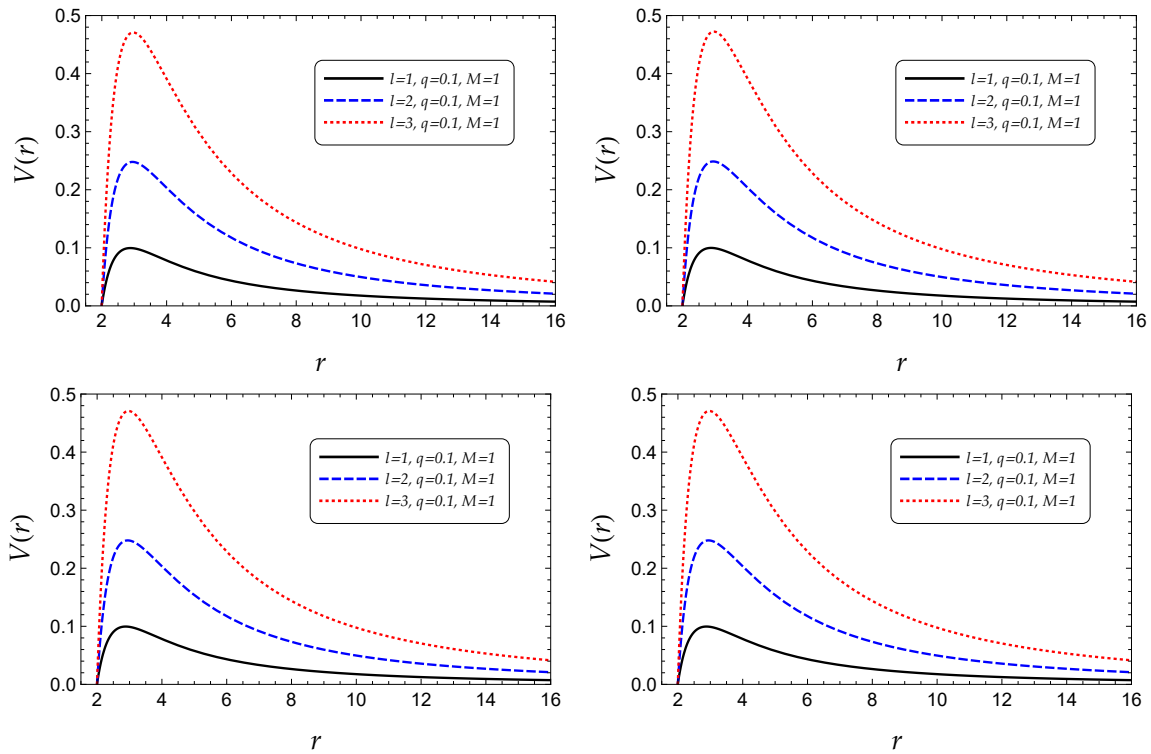 0.5
0.4
0.3
0.2
0.1
0.0
V(r)
2 4 6 8 10 12 14 16
r
l=1, q=0.1, M=1
l=2, q=0.1, M=1
l=3, q=0.1, M=1
0.5
0.4
0.3
0.2
0.1
0.0
V(r)
2 4 6 8 10 12 14 16
r
l=1, q=0.1, M=1
l=2, q=0.1, M=1
l=3, q=0.1, M=1
0.5
0.4
0.3
0.2
0.1
0.0
V(r)
2 4 6 8 10 12 14 16
r
l=1, q=0.1, M=1
l=2, q=0.1, M=1
l=3, q=0.1, M=1
0.5
0.4
0.3
0.2
0.1
0.0
V(r)
2 4 6 8 10 12 14 16
r
l=1, q=0.1, M=1
l=2, q=0.1, M=1
l=3, q=0.1, M=1